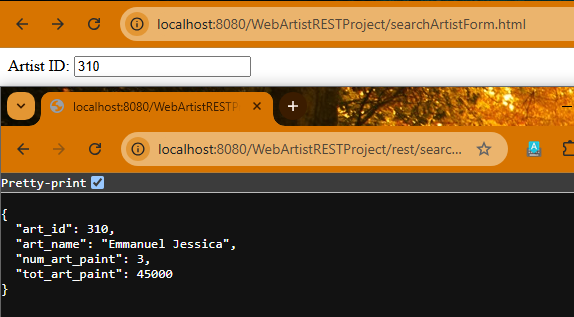 localhost:8080/WebArtistRESTProject/searchArtistForm.html
Artist ID: 310
localhost:8080/WebArtistRESTP
localhost:8080/WebArtistRESTProject/rest/searc...
Pretty-print
{
"art_id": 310,
"art_name": "Emmanuel Jessica",
"num_art_paint": 3,
"tot_art_paint": 45000
}